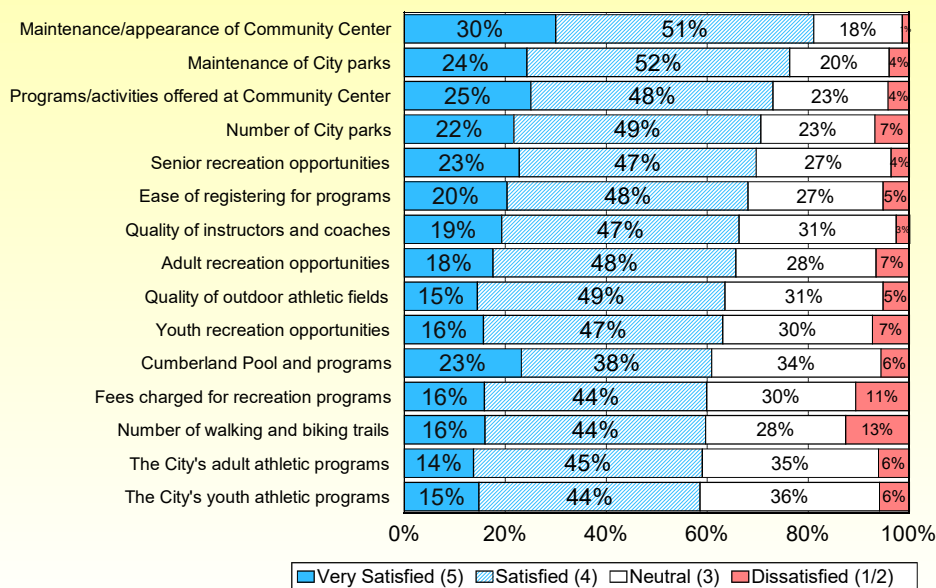 Maintenance/appearance of Community Center 30% 51% 18%
Maintenance of City parks 24% 52% 20% 4%
Programs/activities offered at Community Center 25% 48% 23% 4%
Number of City parks 22% 49% 23% 7%
Senior recreation opportunities 23% 47% 27% 4%
Ease of registering for programs 20% 48% 27% 5%
Quality of instructors and coaches 19% 47% 31% 3%
Adult recreation opportunities 18% 48% 28% 7%
Quality of outdoor athletic fields 15% 49% 31% 5%
Youth recreation opportunities 16% 47% 30% 7%
Cumberland Pool and programs 23% 38% 34% 6%
Fees charged for recreation programs 16% 44% 30% 11%
Number of walking and biking trails 16% 44% 28% 13%
The City's adult athletic programs 14% 45% 35% 6%
The City's youth athletic programs 15% 44% 36% 6%
0% 20% 40% 60% 80% 100%
Very Satisfied (5) Satisfied (4) Neutral (3) Dissatisfied (1/2)